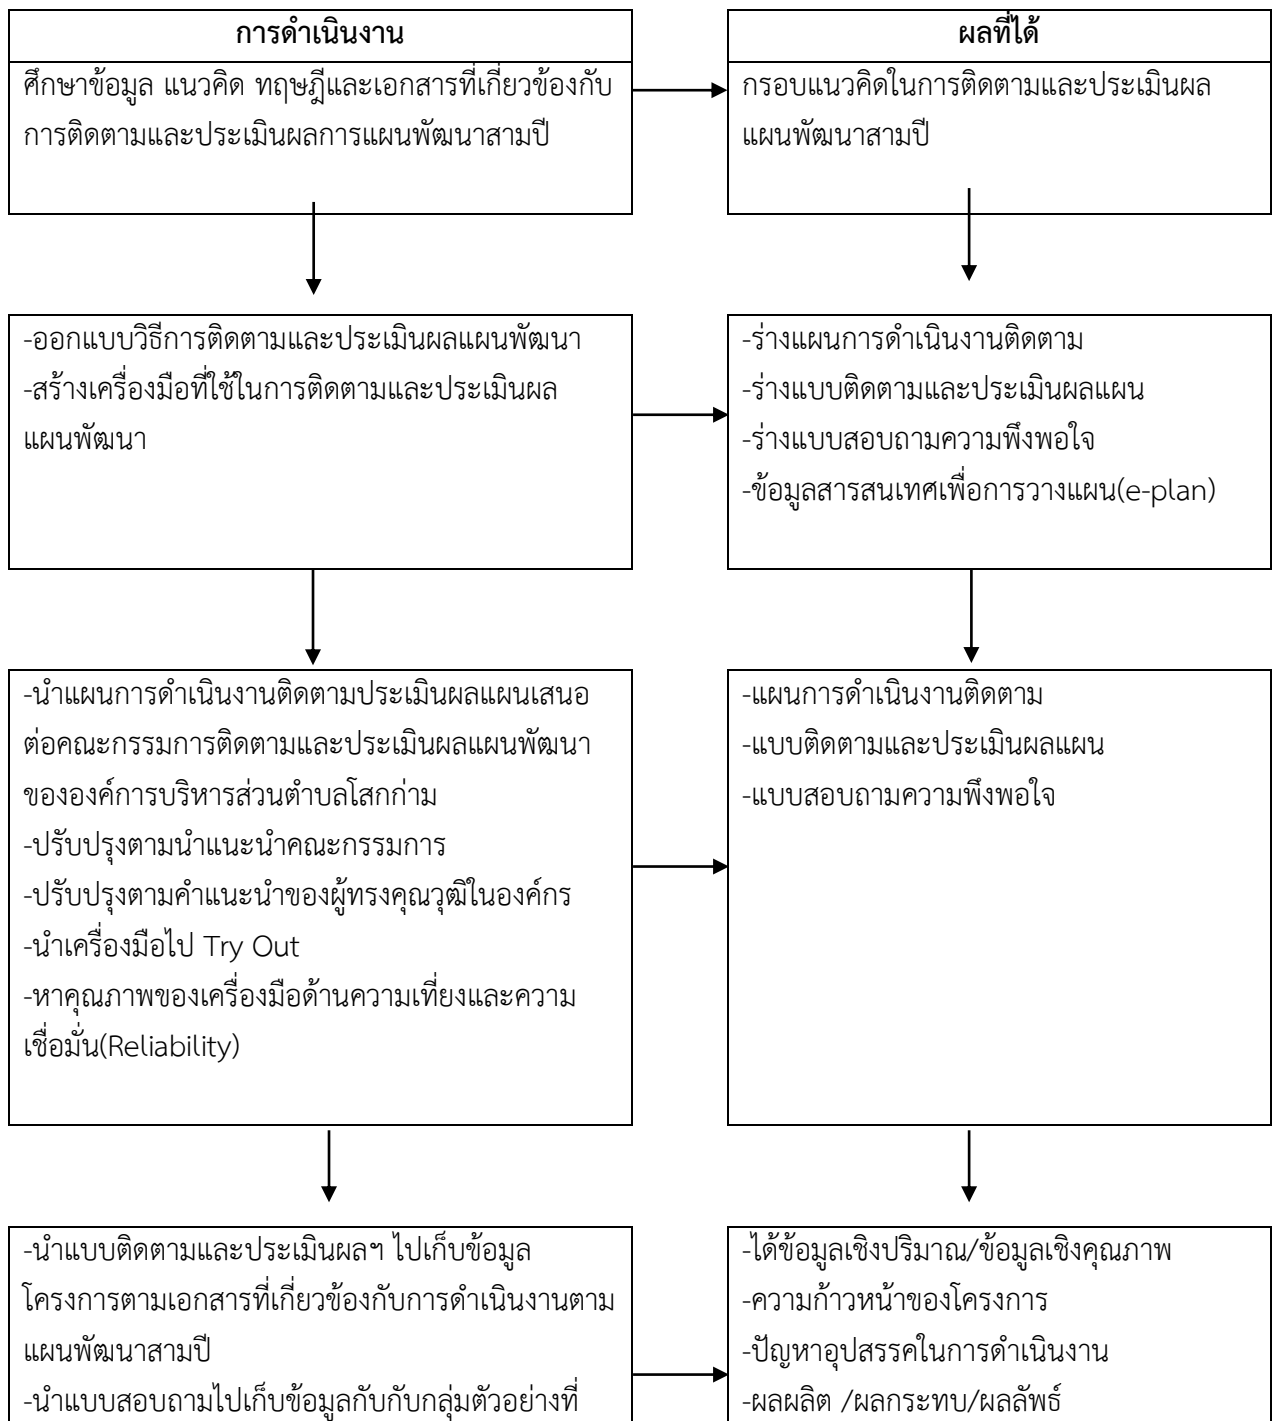 การดำเนินงาน
ผลที่ได้
ศึกษาข้อมูล แนวคิด ทฤษฎีและเอกสารที่เกี่ยวข้องกับ
การติดตามและประเมินผลการแผนพัฒนาสามปี
กรอบแนวคิดในการติดตามและประเมินผล
แผนพัฒนาสามปี
-ออกแบบวิธีการติดตามและประเมินผลแผนพัฒนา
-สร้างเครื่องมือที่ใช้ในการติดตามและประเมินผล
แผนพัฒนา
-ร่างแผนการดำเนินงานติดตาม
-ร่างแบบติดตามและประเมินผลแผน
-ร่างแบบสอบถามความพึงพอใจ
-ข้อมูลสารสนเทศเพื่อการวางแผน(e-plan)
-นำแผนการดำเนินงานติดตามประเมินผลแผนเสนอ
ต่อคณะกรรมการติดตามและประเมินผลแผนพัฒนา
ขององค์การบริหารส่วนตำบลโสกก่าม
-ปรับปรุงตามนำแนะนำคณะกรรมการ
-ปรับปรุงตามคำแนะนำของผู้ทรงคุณวุฒิในองค์กร
-นำเครื่องมือไป Try Out
-หาคุณภาพของเครื่องมือด้านความเที่ยงและความ
เชื่อมั่น(Reliability)
-แผนการดำเนินงานติดตาม
-แบบติดตามและประเมินผลแผน
-แบบสอบถามความพึงพอใจ
-นำแบบติดตามและประเมินผลฯ ไปเก็บข้อมูล
โครงการตามเอกสารที่เกี่ยวข้องกับการดำเนินงานตาม
แผนพัฒนาสามปี
-นำแบบสอบถามไปเก็บข้อมูลกับกับกลุ่มตัวอย่างที่
-ได้ข้อมูลเชิงปริมาณ/ข้อมูลเชิงคุณภาพ
-ความก้าวหน้าของโครงการ
-ปัญหาอุปสรรคในการดำเนินงาน
-ผลผลิต /ผลกระทบ/ผลลัพธ์